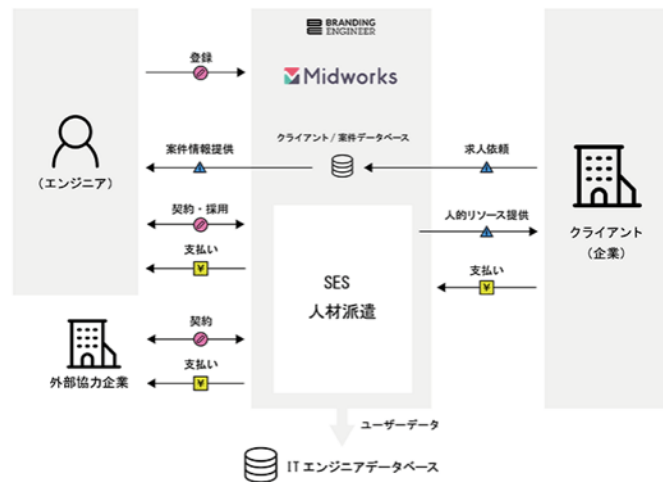 BRANDING
ENGINEER
Midworks
登録
クライアント / 案件データベース
案件情報提供
求人依頼
(エンジニア)
契約・採用
人的リソース提供
クライアント
(企業)
支払い
支払い
SES
人材派遣
契約
支払い
外部協力企業
ユーザーデータ
ITエンジニアデータベース